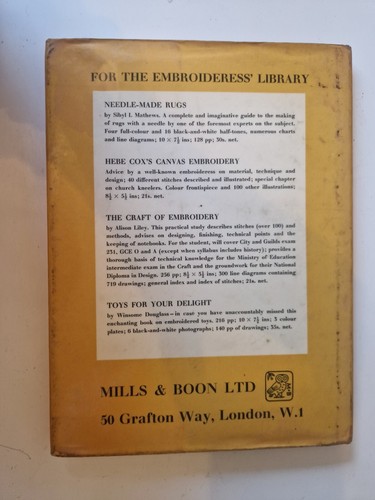 FOR THE EMBROIDERESS' LIBRARY
NEEDLE-MADE RUGS
by Sibyl I. Mathews. A complete and imaginative guide to the making
of rugs with a needle by one of the foremost experts on the subject.
Four full-colour and 16 black-and-white half-tones, numerous charts
and line diagrams; 10 × 7½ ins; 128 pp; 30s. net.
HEBE COX'S CANVAS EMBROIDERY
Advice by a well-known embroideress on material, technique and
design; 40 different stitches described and illustrated; special chapter
on church kneelers. Colour frontispiece and 100 other illustrations;
8½ × 5½ ins; 21s. net.
THE CRAFT OF EMBROIDERY
by Alison Liley. This practical study describes stitches (over 100) and
methods, advises on designing, finishing, technical points and the
keeping of notebooks. For the student, will cover City and Guilds exam
231, GCE O and A (except when syllabus includes history); provides a
thorough basis of technical knowledge for the Ministry of Education
intermediate exam in the Craft and the groundwork for their National
Diploma in Design. 256 pp; 8½ × 5½ ins; 300 line diagrams containing
710 drawings; general index and index of stitches; 21s. net.
TOYS FOR YOUR DELIGHT
by Winsome Douglass—in case you have unaccountably missed this
enchanting book on embroidered toys. 216 pp; 10 × 7½ ins; 3 colour
plates; 6 black-and-white photographs; 140 pp of drawings; 35s. net.
MILLS & BOON LTD
50 Grafton Way, London, W.1